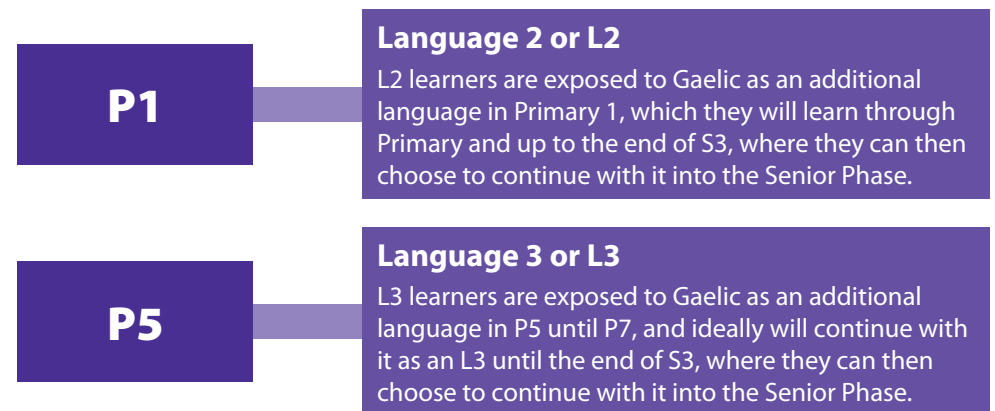 P1
Language 2 or L2
L2 learners are exposed to Gaelic as an additional
language in Primary 1, which they will learn through
Primary and up to the end of S3, where they can then
choose to continue with it into the Senior Phase.
P5
Language 3 or L3
L3 learners are exposed to Gaelic as an additional
language in P5 until P7, and ideally will continue with
it as an L3 until the end of S3, where they can then
choose to continue with it into the Senior Phase.